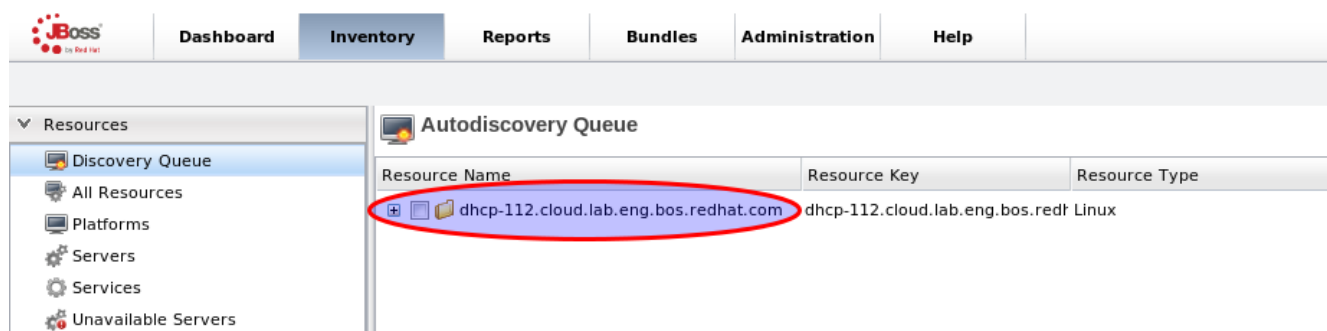 JBoss
by Red Hat
Dashboard Inventory Reports Bundles Administration Help
Resources
Autodiscovery Queue
Discovery Queue
All Resources
Platforms
Servers
Services
Unavailable Servers
Resource Name Resource Key Resource Type
dhcp-112.cloud.lab.eng.bos.redhat.com dhcp-112.cloud.lab.eng.bos.redh Linux